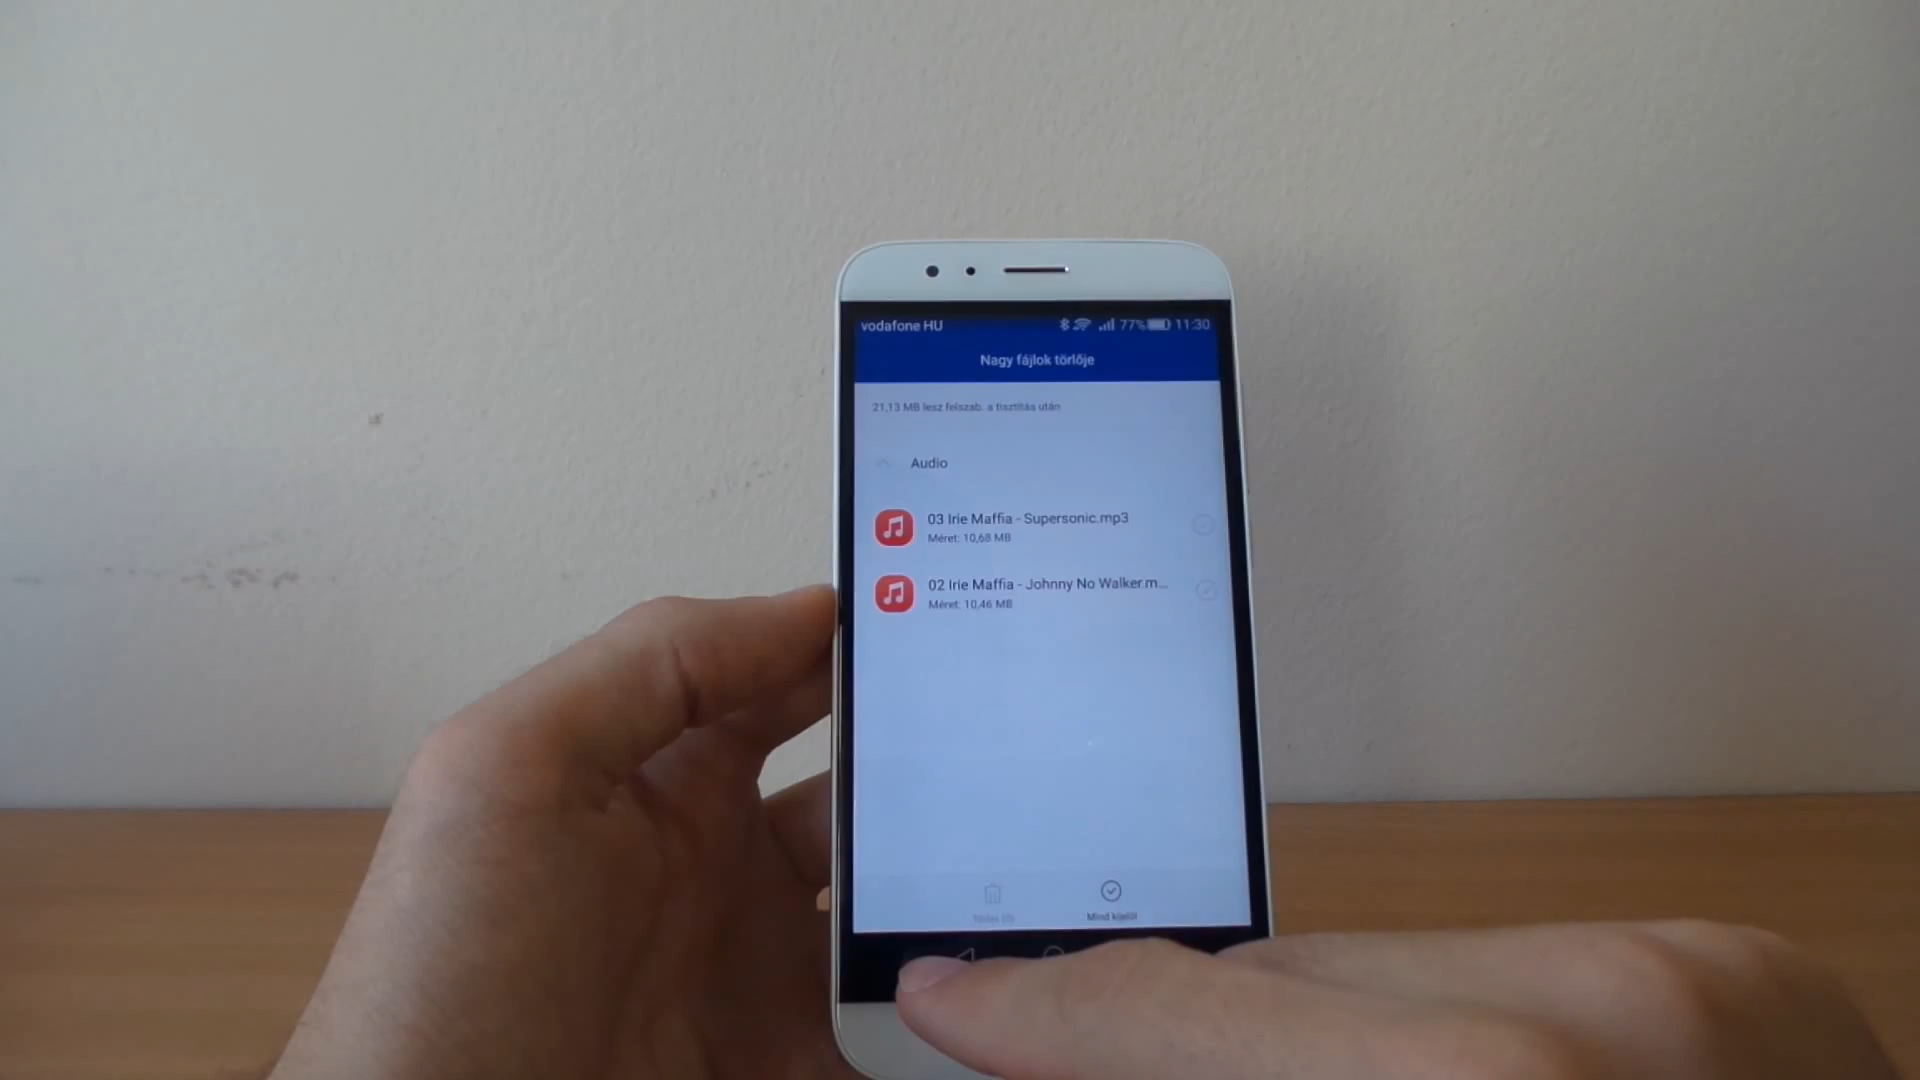 vodafone HU 77% 11:30
Nagy fájlok törlője
21,13 MB lesz felszab. a tisztítás után
Audio
03 Irie Maffia - Supersonic.mp3
Méret: 10,68 MB
02 Irie Maffia - Johnny No Walker.m...
Méret: 10,46 MB
Mind kijelöl